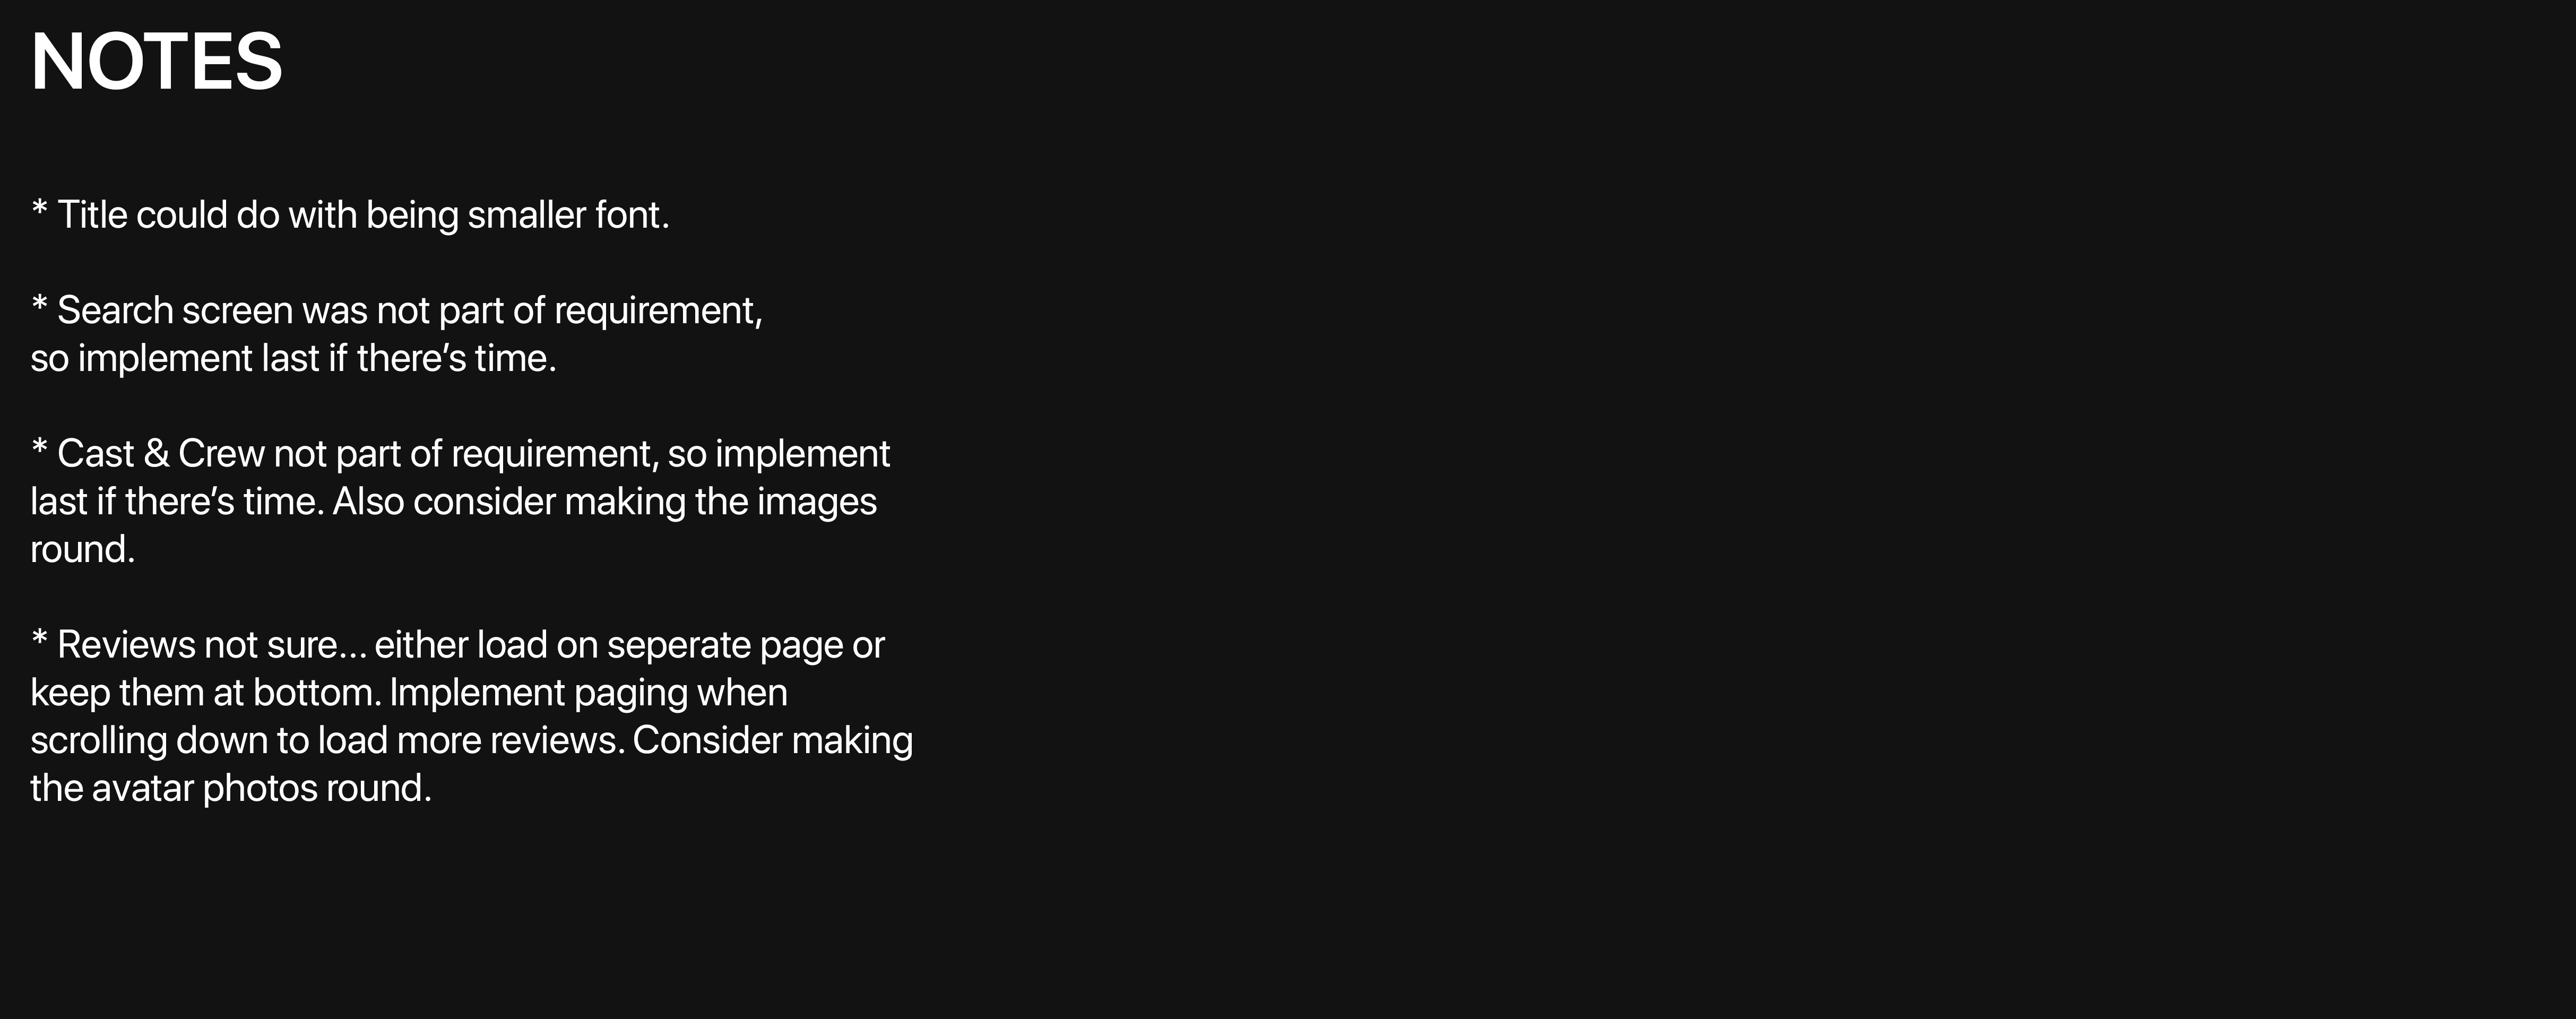 NOTES
* Title could do with being smaller font.
* Search screen was not part of requirement,
so implement last if there’s time.
* Cast & Crew not part of requirement, so implement
last if there’s time. Also consider making the images
round.
* Reviews not sure... either load on seperate page or
keep them at bottom. Implement paging when
scrolling down to load more reviews. Consider making
the avatar photos round.